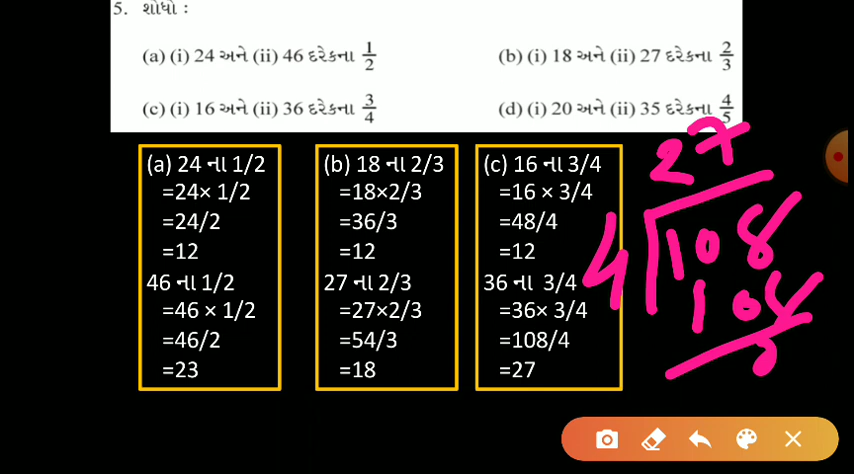 5. શોધો :
(a) (i) 24 અને (ii) 46 દરેકના 1/2
(b) (i) 18 અને (ii) 27 દરેકના 2/3
(c) (i) 16 અને (ii) 36 દરેકના 3/4
(d) (i) 20 અને (ii) 35 દરેકના 4/5
(a) 24 ના 1/2
=24× 1/2
=24/2
=12
46 ના 1/2
=46 × 1/2
=46/2
=23
(b) 18 ના 2/3
=18×2/3
=36/3
=12
27 ના 2/3
=27×2/3
=54/3
=18
(c) 16 ના 3/4
=16 × 3/4
=48/4
=12
36 ના 3/4
=36× 3/4
=108/4
=27
27
4 108